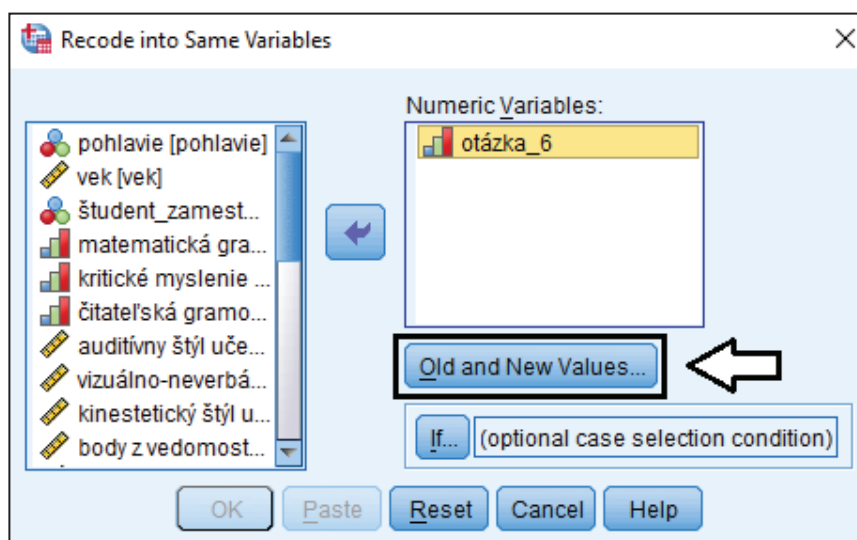 Recode into Same Variables
pohlavie [pohlavie]
vek [vek]
študent_zamest...
matematická gra...
kritické myslenie ...
čitateľská gramo...
auditívny štýl uče...
vizuálno-neverbá...
kinestetický štýl u...
body z vedomost...
Numeric Variables:
otázka_6
Old and New Values...
If... (optional case selection condition)
OK Paste Reset Cancel Help